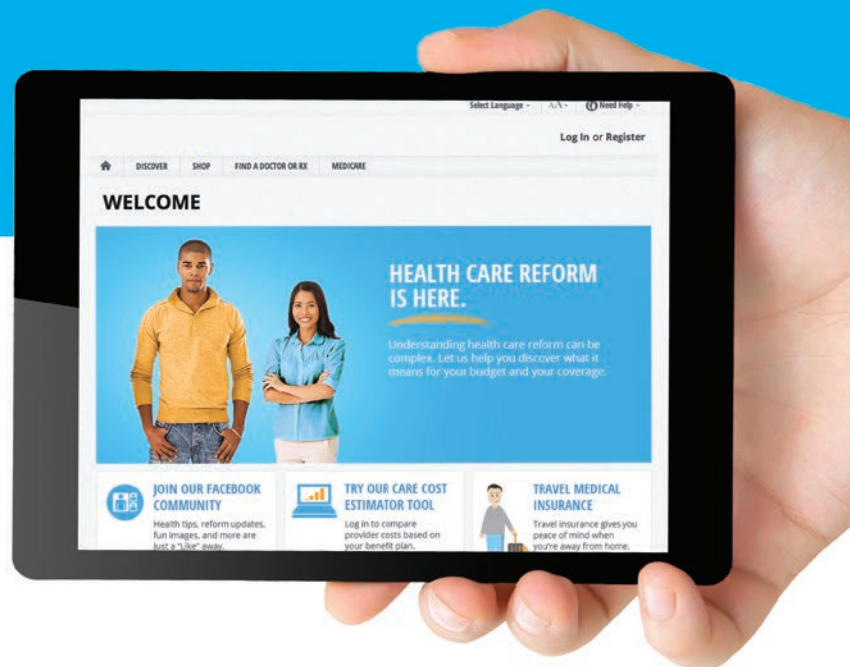 Select Language
AA
Need Help
Log In or Register
DISCOVER SHOP FIND A DOCTOR OR RX MEDICARE
WELCOME
HEALTH CARE REFORM
IS HERE.
Understanding health care reform can be
complex. Let us help you discover what it
means for your budget and your coverage.
JOIN OUR FACEBOOK
COMMUNITY
Health tips, reform updates,
fun images, and more are
just a "Like" away.
TRY OUR CARE COST
ESTIMATOR TOOL
Log in to compare
provider costs based on
your benefit plan.
TRAVEL MEDICAL
INSURANCE
Travel insurance gives you
peace of mind when
you're away from home.